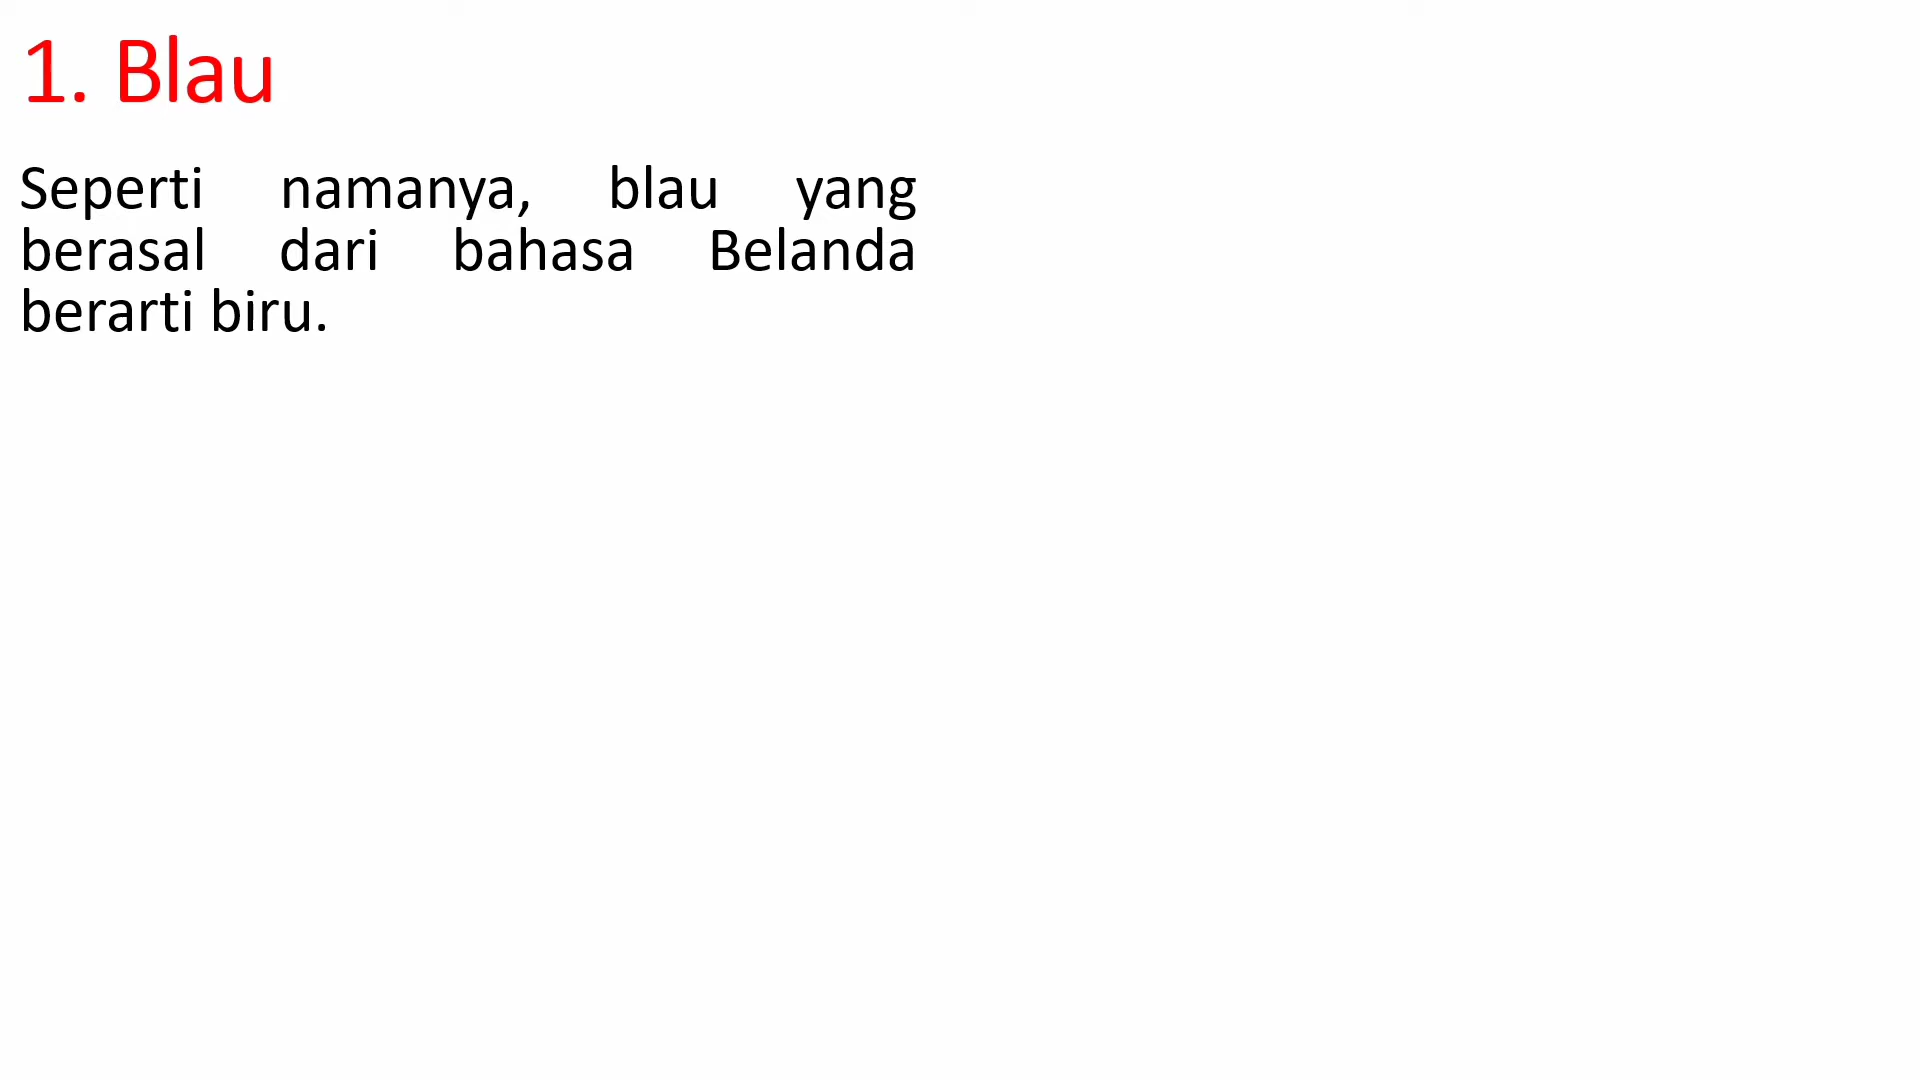 1. Blau
Seperti namanya, blau yang
berasal dari bahasa Belanda
berarti biru.